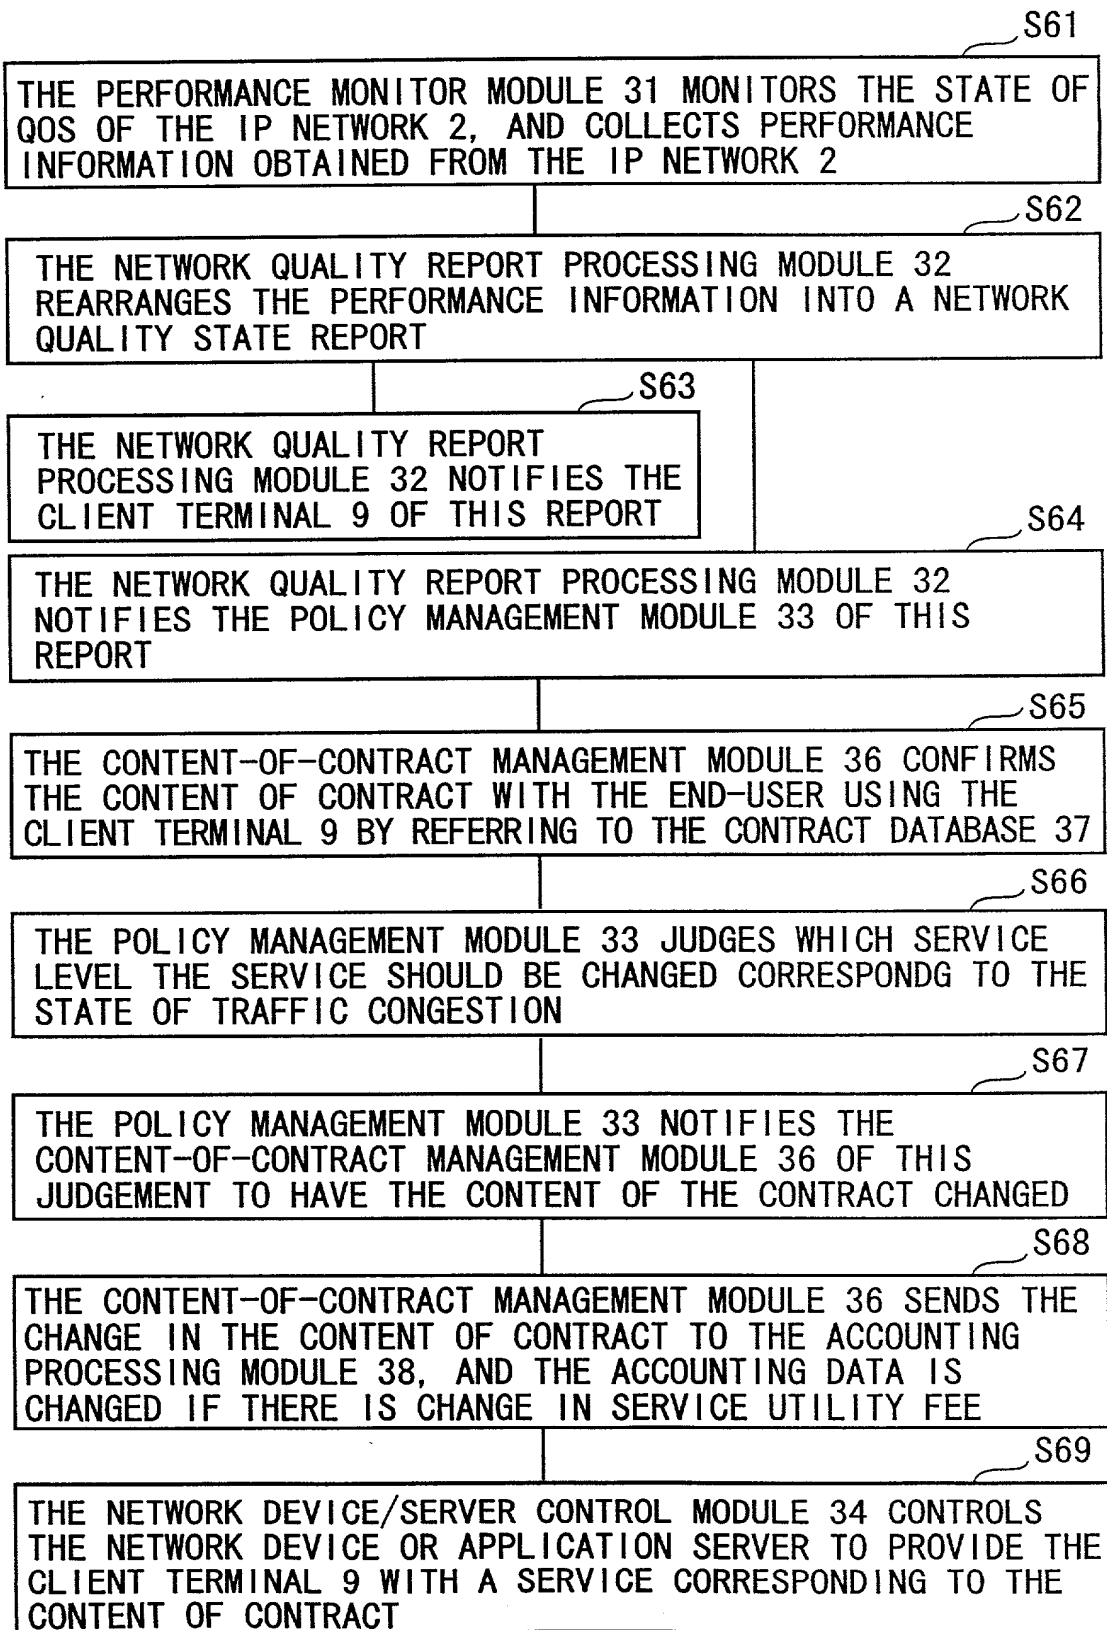 S61
THE PERFORMANCE MONITOR MODULE 31 MONITORS THE STATE OF
QOS OF THE IP NETWORK 2, AND COLLECTS PERFORMANCE
INFORMATION OBTAINED FROM THE IP NETWORK 2
S62
THE NETWORK QUALITY REPORT PROCESSING MODULE 32
REARRANGES THE PERFORMANCE INFORMATION INTO A NETWORK
QUALITY STATE REPORT
S63
THE NETWORK QUALITY REPORT
PROCESSING MODULE 32 NOTIFIES THE
CLIENT TERMINAL 9 OF THIS REPORT
S64
THE NETWORK QUALITY REPORT PROCESSING MODULE 32
NOTIFIES THE POLICY MANAGEMENT MODULE 33 OF THIS
REPORT
S65
THE CONTENT-OF-CONTRACT MANAGEMENT MODULE 36 CONFIRMS
THE CONTENT OF CONTRACT WITH THE END-USER USING THE
CLIENT TERMINAL 9 BY REFERRING TO THE CONTRACT DATABASE 37
S66
THE POLICY MANAGEMENT MODULE 33 JUDGES WHICH SERVICE
LEVEL THE SERVICE SHOULD BE CHANGED CORRESPONDG TO THE
STATE OF TRAFFIC CONGESTION
S67
THE POLICY MANAGEMENT MODULE 33 NOTIFIES THE
CONTENT-OF-CONTRACT MANAGEMENT MODULE 36 OF THIS
JUDGEMENT TO HAVE THE CONTENT OF THE CONTRACT CHANGED
S68
THE CONTENT-OF-CONTRACT MANAGEMENT MODULE 36 SENDS THE
CHANGE IN THE CONTENT OF CONTRACT TO THE ACCOUNTING
PROCESSING MODULE 38, AND THE ACCOUNTING DATA IS
CHANGED IF THERE IS CHANGE IN SERVICE UTILITY FEE
S69
THE NETWORK DEVICE/SERVER CONTROL MODULE 34 CONTROLS
THE NETWORK DEVICE OR APPLICATION SERVER TO PROVIDE THE
CLIENT TERMINAL 9 WITH A SERVICE CORRESPONDING TO THE
CONTENT OF CONTRACT